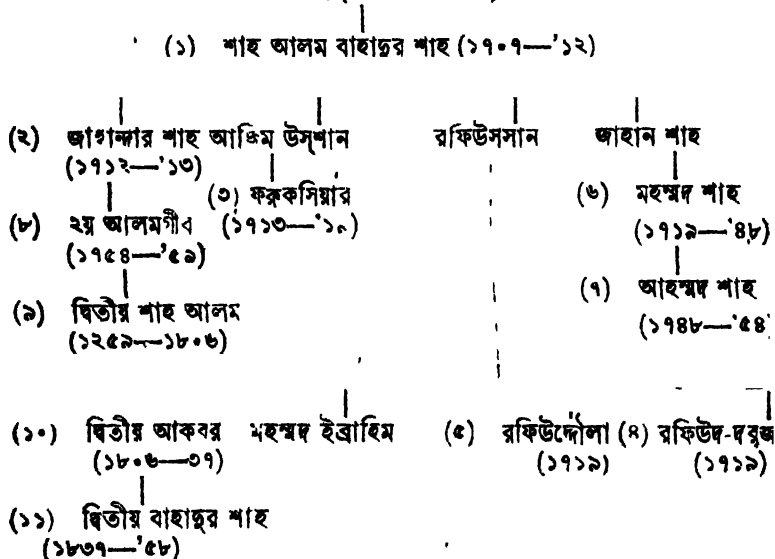 (১) শাহ আলম বাহাদুর শাহ (১৭০৭—'১২)
(২) জাহান্দার শাহ আজিম উস্‌শান রফিউসসান জাহান শাহ
(১৭১২—'১৩)
(৩) ফরুকসিয়ার (৬) মহম্মদ শাহ
(৮) ২য় আলমগীর (১৭১৩—'১৯) (১৭১৯—'৪৮)
(১৭৫৪—'৫৯)
(৭) আহম্মদ শাহ
(৯) দ্বিতীয় শাহ আলম (১৭৪৮—'৫৪)
(১২৫৯—১৮০৬)
(১০) দ্বিতীয় আকবর মহম্মদ ইব্রাহিম (৫) রফিউদ্দৌলা (৪) রফিউদ-দরজ
(১৮০৬—৩৭) (১৭১৯) (১৭১৯)
(১১) দ্বিতীয় বাহাদুর শাহ
(১৮৩৭—'৫৮)